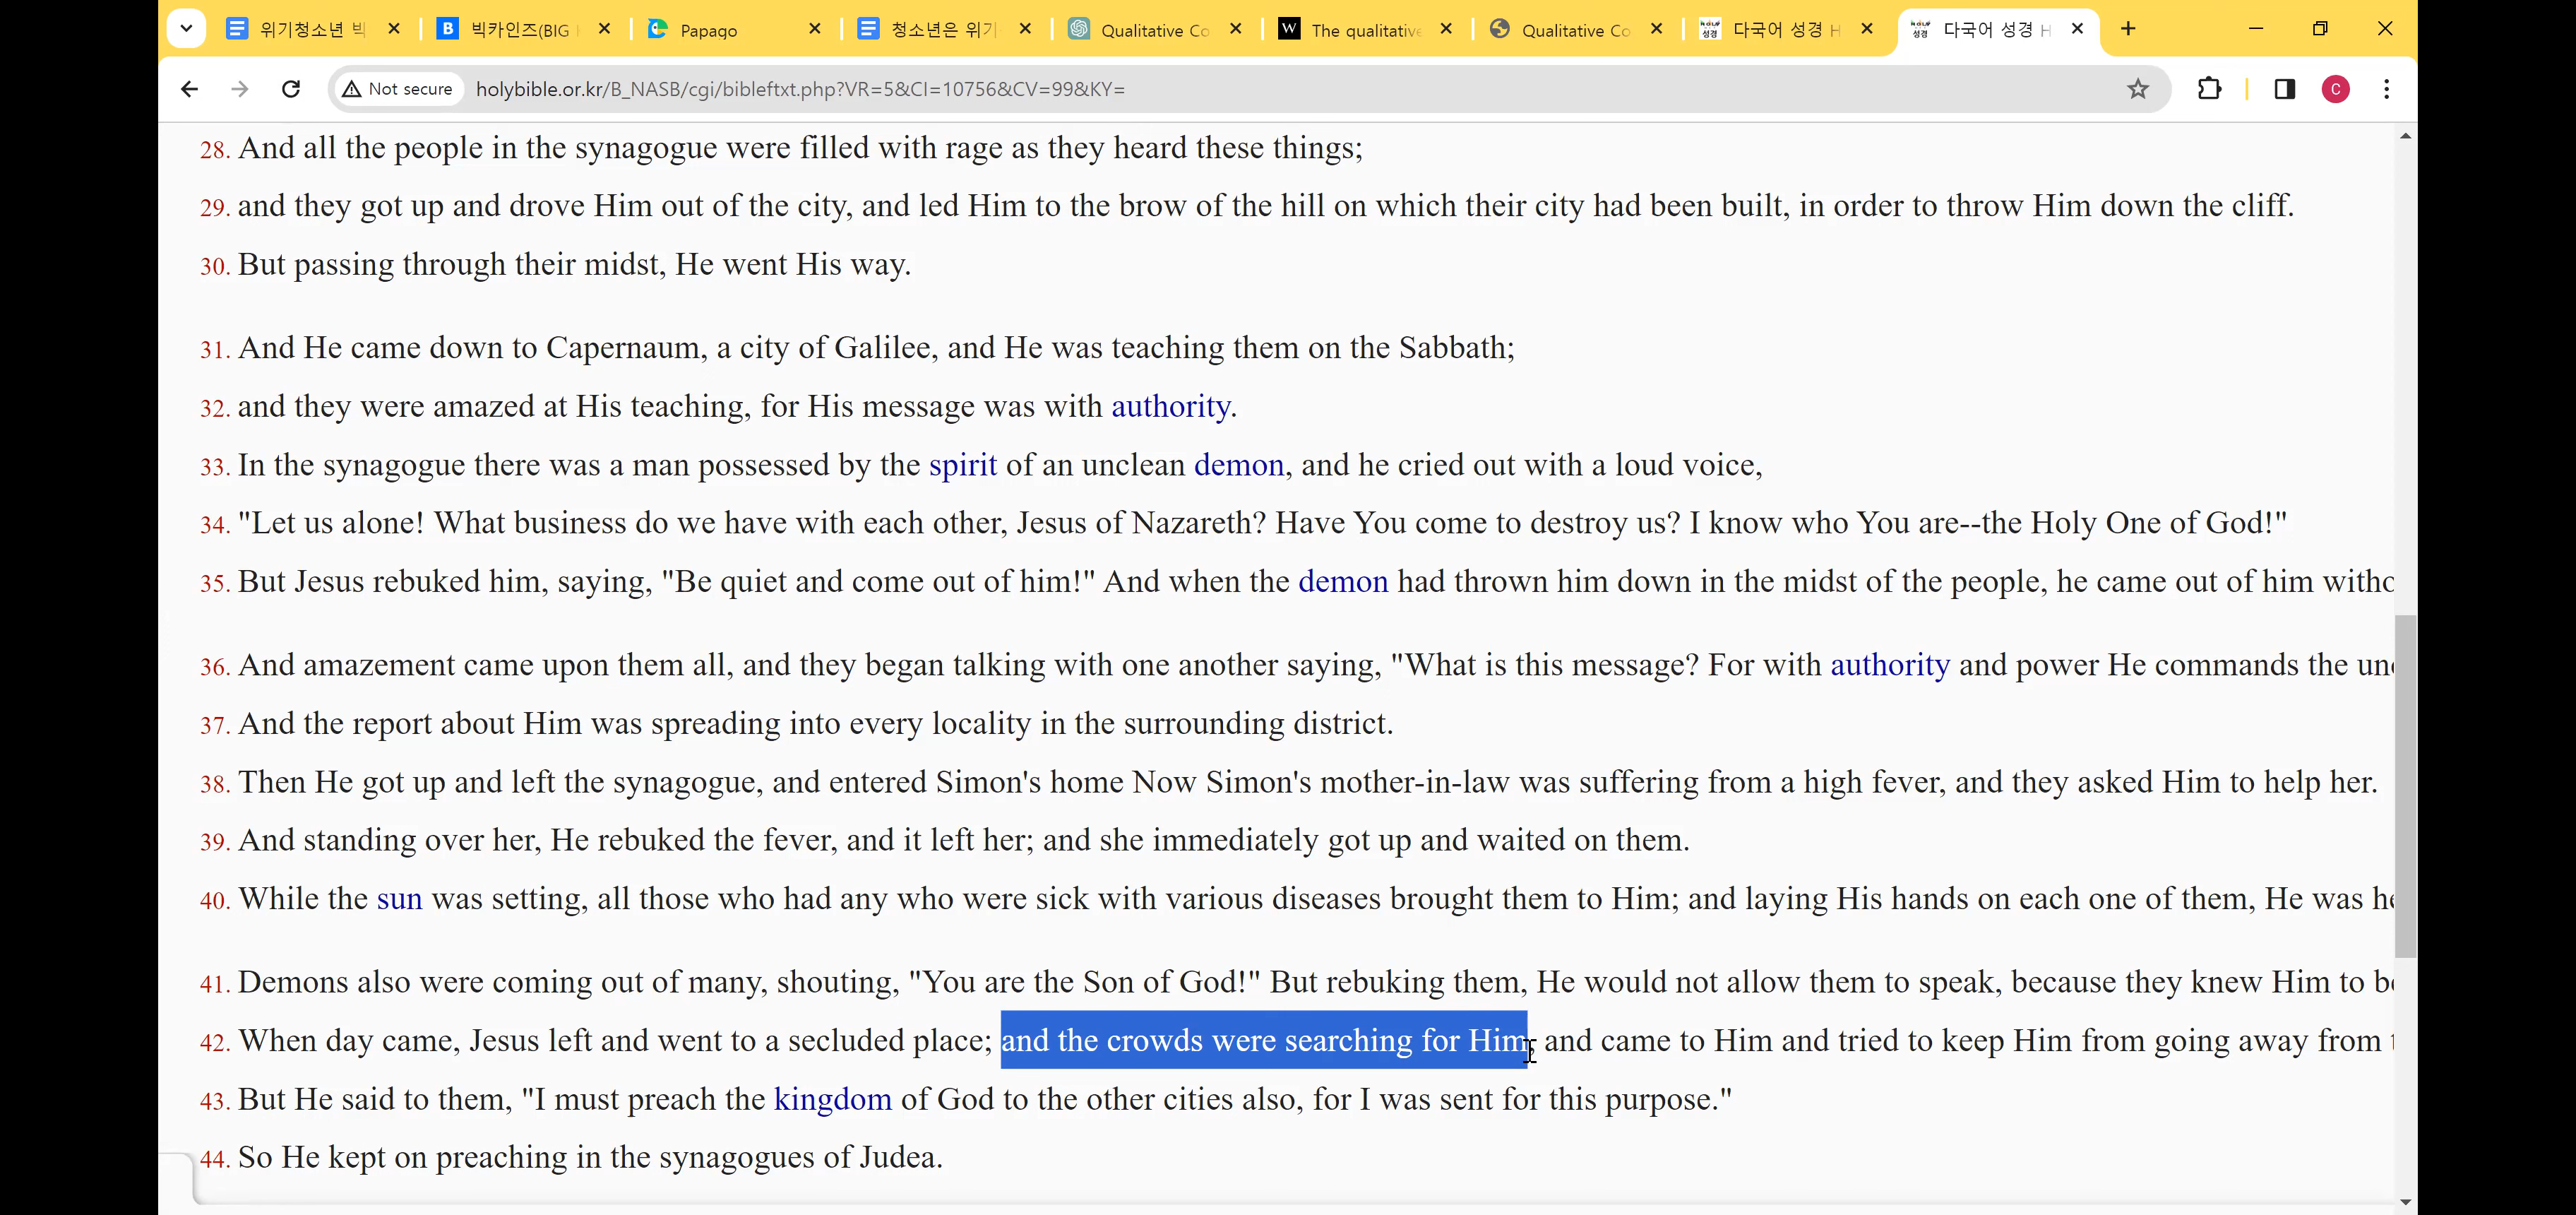 위기청소년 빅
빅카인즈(BIG
Papago
청소년은 위기
Qualitative Co
The qualitative
Qualitative Co
다국어 성경 H
다국어 성경 H
Not secure
holybible.or.kr/B_NASB/cgi/bibleftxt.php?VR=5&CI=10756&CV=99&KY=
C
28. And all the people in the synagogue were filled with rage as they heard these things;
29. and they got up and drove Him out of the city, and led Him to the brow of the hill on which their city had been built, in order to throw Him down the cliff.
30. But passing through their midst, He went His way.
31. And He came down to Capernaum, a city of Galilee, and He was teaching them on the Sabbath;
32. and they were amazed at His teaching, for His message was with authority.
33. In the synagogue there was a man possessed by the spirit of an unclean demon, and he cried out with a loud voice,
34. "Let us alone! What business do we have with each other, Jesus of Nazareth? Have You come to destroy us? I know who You are--the Holy One of God!"
35. But Jesus rebuked him, saying, "Be quiet and come out of him!" And when the demon had thrown him down in the midst of the people, he came out of him witho
36. And amazement came upon them all, and they began talking with one another saying, "What is this message? For with authority and power He commands the un
37. And the report about Him was spreading into every locality in the surrounding district.
38. Then He got up and left the synagogue, and entered Simon's home Now Simon's mother-in-law was suffering from a high fever, and they asked Him to help her.
39. And standing over her, He rebuked the fever, and it left her; and she immediately got up and waited on them.
40. While the sun was setting, all those who had any who were sick with various diseases brought them to Him; and laying His hands on each one of them, He was he
41. Demons also were coming out of many, shouting, "You are the Son of God!" But rebuking them, He would not allow them to speak, because they knew Him to be
42. When day came, Jesus left and went to a secluded place; and the crowds were searching for Him, and came to Him and tried to keep Him from going away from t
43. But He said to them, "I must preach the kingdom of God to the other cities also, for I was sent for this purpose."
44. So He kept on preaching in the synagogues of Judea.